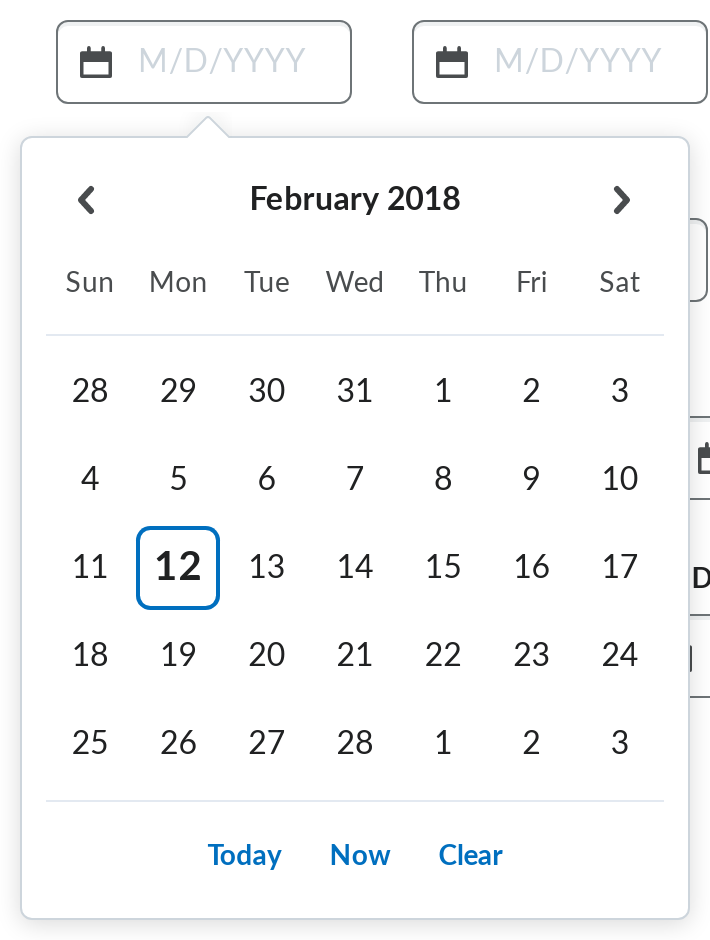 M/D/YYYY M/D/YYYY
February 2018
Sun Mon Tue Wed Thu Fri Sat
28 29 30 31 1 2 3
4 5 6 7 8 9 10
11 12 13 14 15 16 17
18 19 20 21 22 23 24
25 26 27 28 1 2 3
Today Now Clear